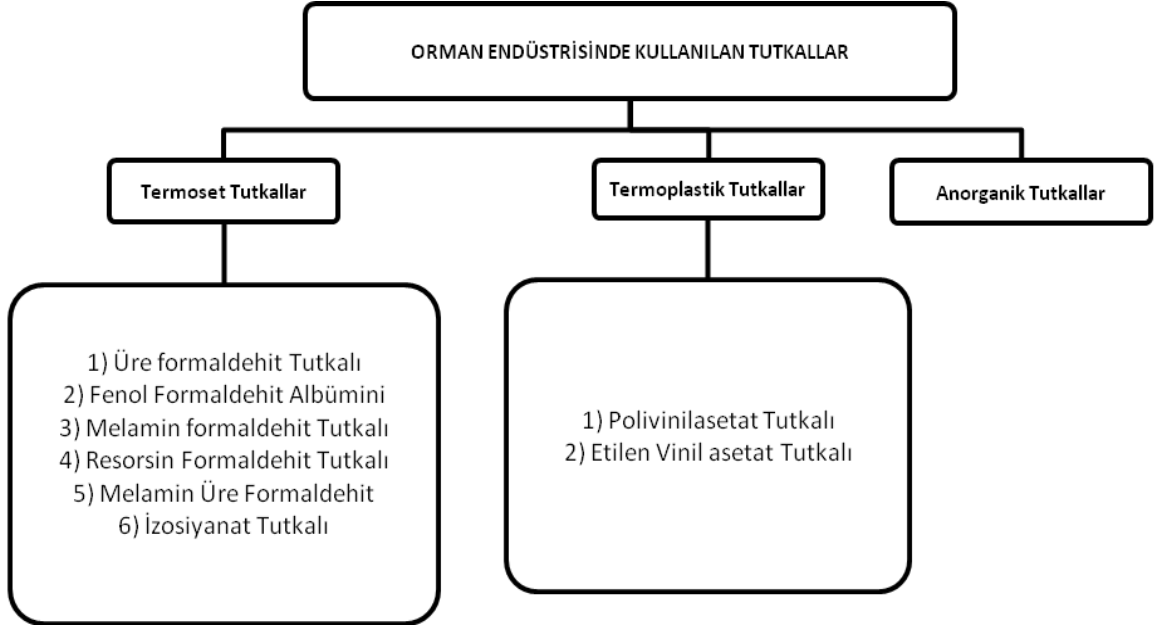 ORMAN ENDÜSTRİSİNDE KULLANILAN TUTKALLAR
Termoset Tutkallar
Termoplastik Tutkallar
Anorganik Tutkallar
1) Üre formaldehit Tutkalı
2) Fenol Formaldehit Albümini
3) Melamin formaldehit Tutkalı
4) Resorsin Formaldehit Tutkalı
5) Melamin Üre Formaldehit
6) İzosiyanat Tutkalı
1) Polivinilasetat Tutkalı
2) Etilen Vinil asetat Tutkalı